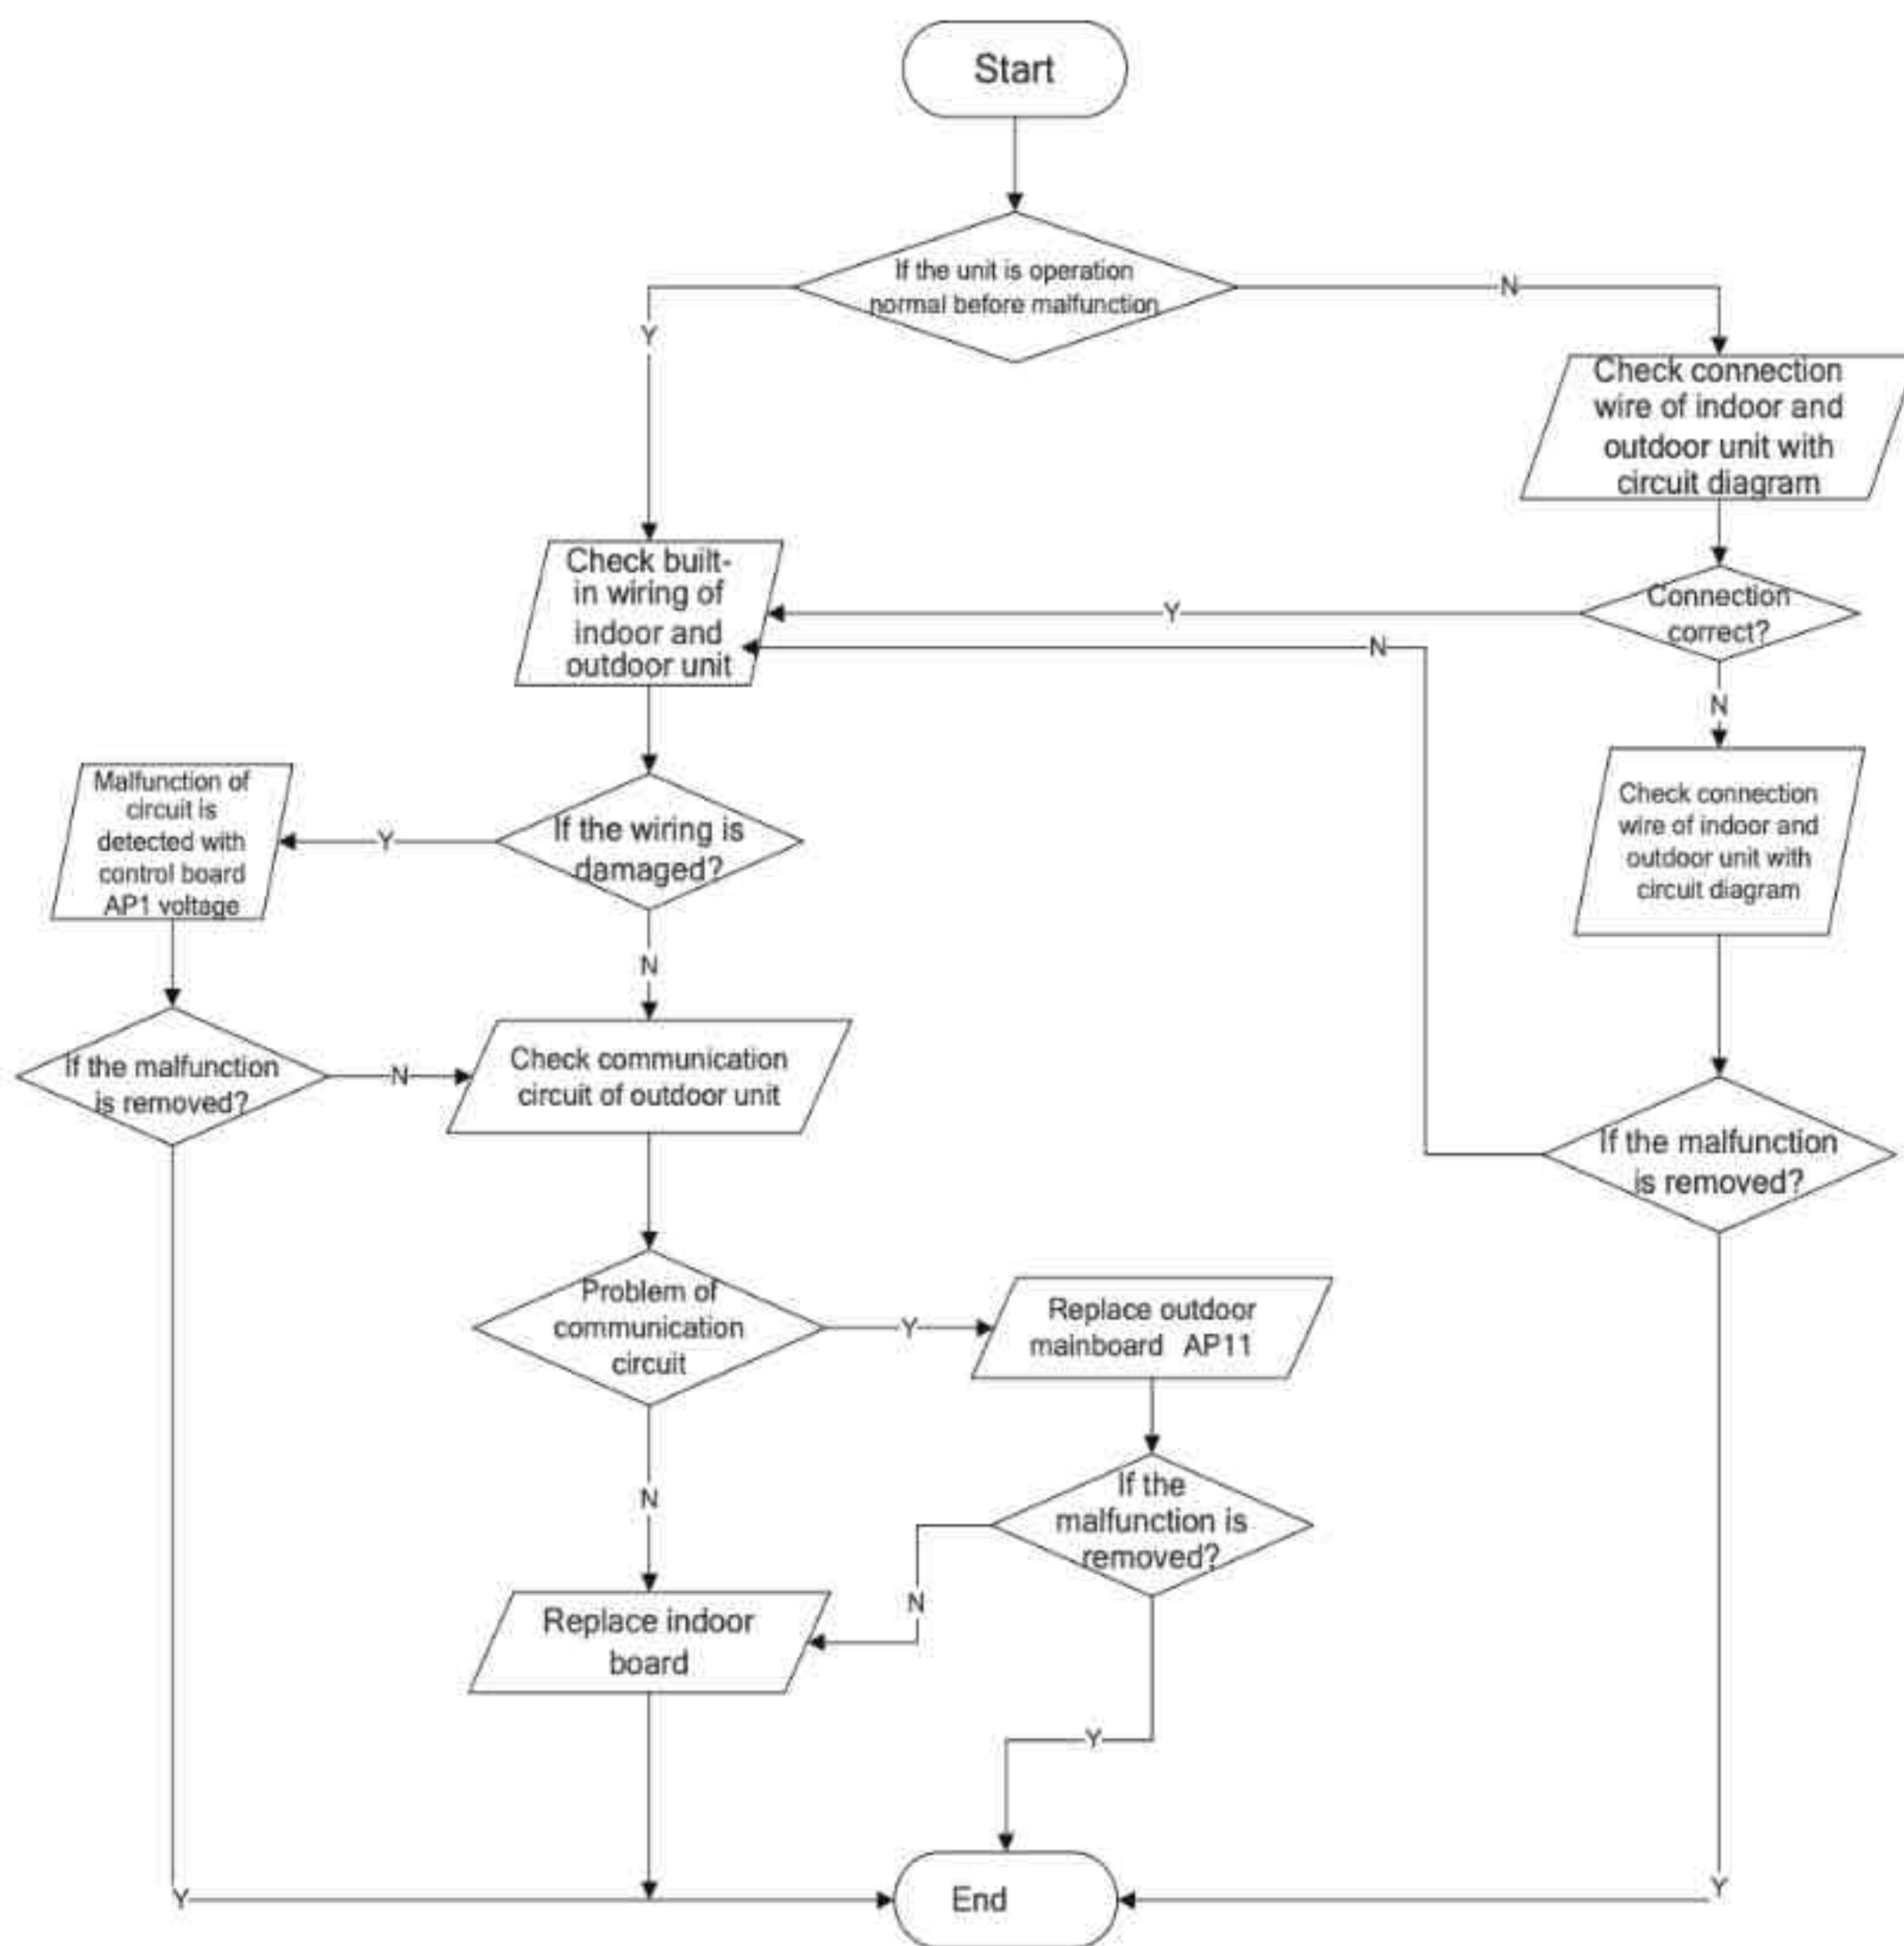 Start
If the unit is operation
normal before malfunction
N
Y
Check connection
wire of indoor and
outdoor unit with
circuit diagram
Check built-
in wiring of
indoor and
outdoor unit
Y
Connection
correct?
N
N
Malfunction of
circuit is
detected with
control board
AP1 voltage
Y
If the wiring is
damaged?
Check connection
wire of indoor and
outdoor unit with
circuit diagram
N
If the malfunction
is removed?
N
Check communication
circuit of outdoor unit
If the malfunction
is removed?
Problem of
communication
circuit
Y
Replace outdoor
mainboard AP11
N
If the
malfunction is
removed?
N
Replace indoor
board
Y
Y
End
Y